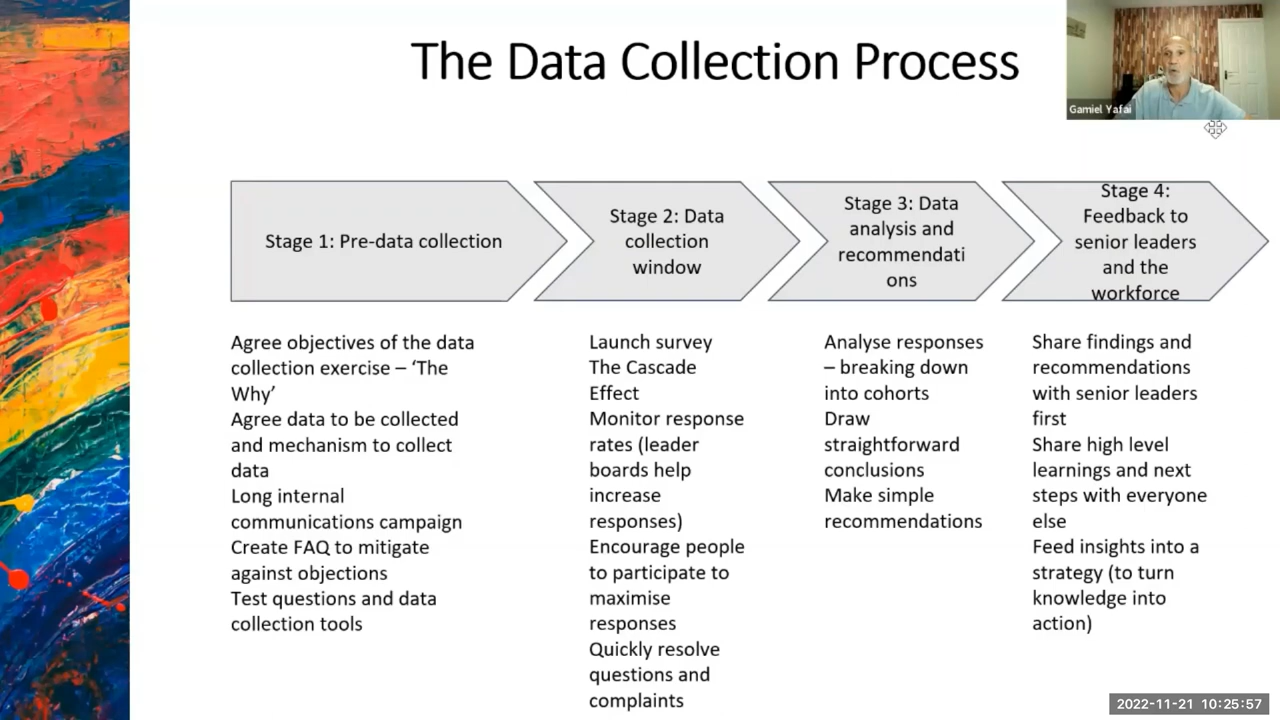 The Data Collection Process
Gamiel Yafai
Stage 1: Pre-data collection
Stage 2: Data
collection
window
Stage 3: Data
analysis and
recommendati
ons
Stage 4:
Feedback to
senior leaders
and the
workforce
Agree objectives of the data
collection exercise – ‘The
Why’
Agree data to be collected
and mechanism to collect
data
Long internal
communications campaign
Create FAQ to mitigate
against objections
Test questions and data
collection tools
Launch survey
The Cascade
Effect
Monitor response
rates (leader
boards help
increase
responses)
Encourage people
to participate to
maximise
responses
Quickly resolve
questions and
complaints
Analyse responses
– breaking down
into cohorts
Draw
straightforward
conclusions
Make simple
recommendations
Share findings and
recommendations
with senior leaders
first
Share high level
learnings and next
steps with everyone
else
Feed insights into a
strategy (to turn
knowledge into
action)
2022-11-21 10:25:57